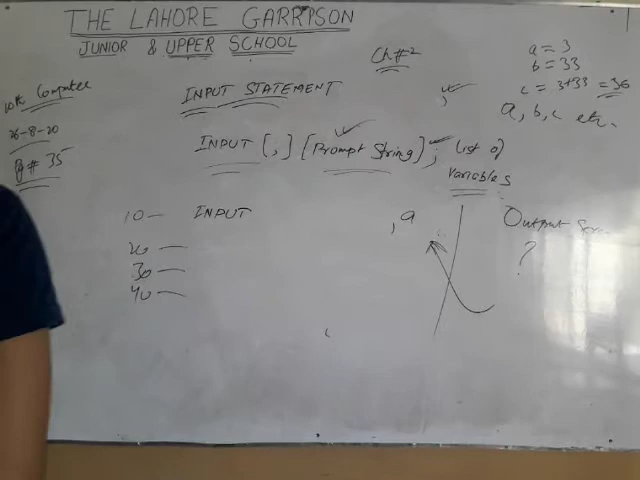 THE LAHORE GARRISON
JUNIOR & UPPER SCHOOL
Ch#2
a = 3
b = 33
c = 3+33 = 36
a, b, c etc.
10th Computer
26-8-20
Pg # 35
INPUT STATEMENT ;
INPUT [;] [Prompt String] ; list of
variables
10— INPUT , a
20 —
30 —
40 —
Output
?